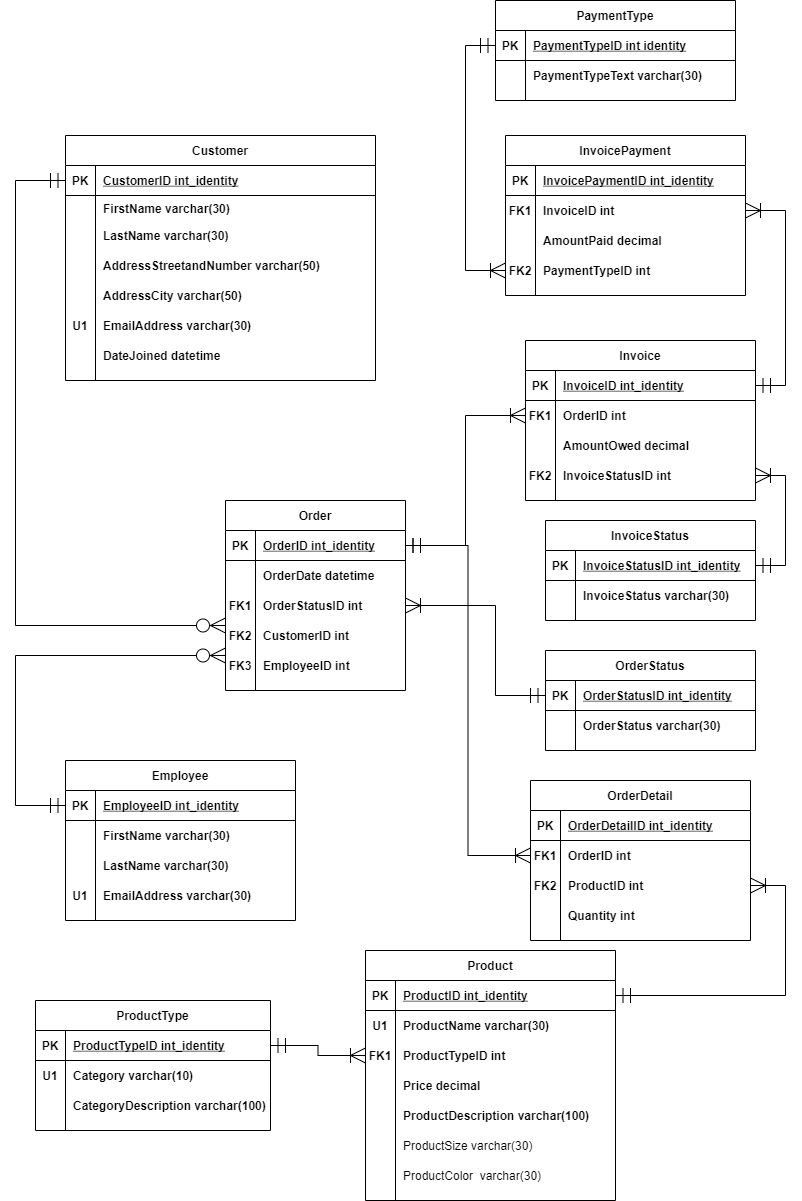 PaymentType
PK PaymentTypeID int identity
PaymentTypeText varchar(30)
InvoicePayment
PK InvoicePaymentID int_identity
FK1 InvoiceID int
AmountPaid decimal
FK2 PaymentTypeID int
Customer
PK CustomerID int_identity
FirstName varchar(30)
LastName varchar(30)
AddressStreetandNumber varchar(50)
AddressCity varchar(50)
U1 EmailAddress varchar(30)
DateJoined datetime
Invoice
PK InvoiceID int_identity
FK1 OrderID int
AmountOwed decimal
FK2 InvoiceStatusID int
Order
PK OrderID int_identity
OrderDate datetime
FK1 OrderStatusID int
FK2 CustomerID int
FK3 EmployeeID int
InvoiceStatus
PK InvoiceStatusID int_identity
InvoiceStatus varchar(30)
OrderStatus
PK OrderStatusID int_identity
OrderStatus varchar(30)
Employee
PK EmployeeID int_identity
FirstName varchar(30)
LastName varchar(30)
U1 EmailAddress varchar(30)
OrderDetail
PK OrderDetailID int_identity
FK1 OrderID int
FK2 ProductID int
Quantity int
Product
PK ProductID int_identity
U1 ProductName varchar(30)
FK1 ProductTypeID int
Price decimal
ProductDescription varchar(100)
ProductSize varchar(30)
ProductColor varchar(30)
ProductType
PK ProductTypeID int_identity
U1 Category varchar(10)
CategoryDescription varchar(100)